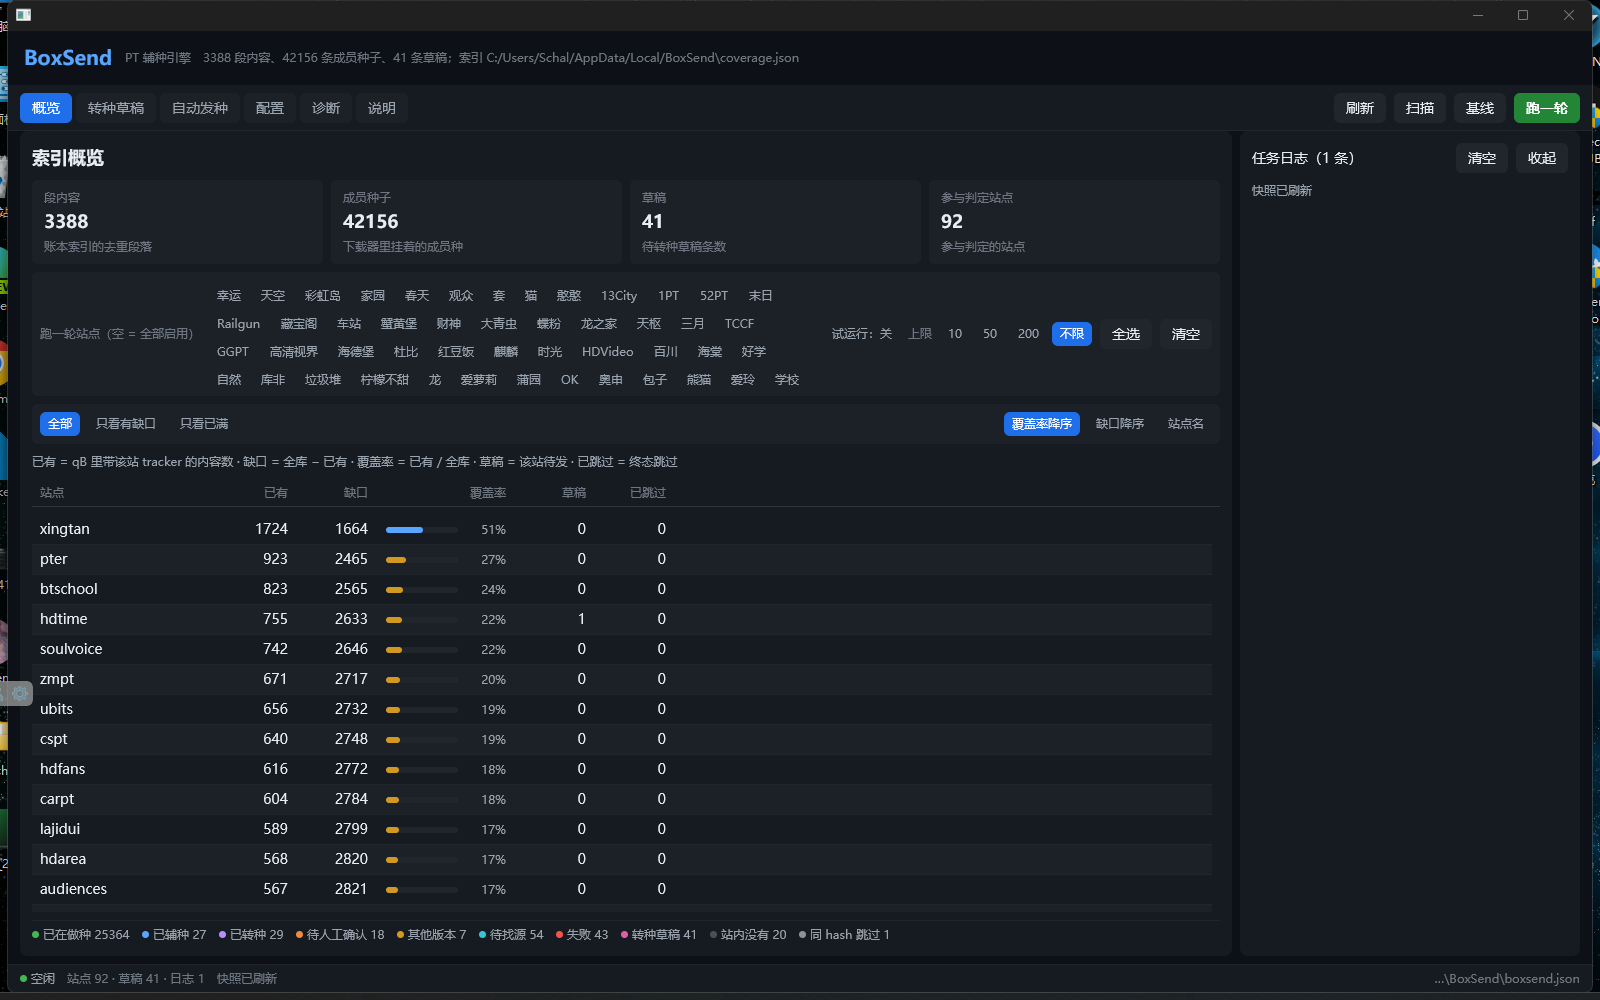 BoxSend PT 辅种引擎 3388 段内容、42156 条成员种子、41 条草稿；索引 C:/Users/Schal/AppData/Local/BoxSend\coverage.json
概览 转种草稿 自动发种 配置 诊断 说明 刷新 扫描 基线 跑一轮
索引概览
段内容
3388
账本索引的去重段落
成员种子
42156
下载器里挂着的成员种
草稿
41
待转种草稿条数
参与判定站点
92
参与判定的站点
跑一轮站点（空 = 全部启用）
幸运 天空 彩虹岛 家园 春天 观众 套 猫 憨憨 13City 1PT 52PT 末日
Railgun 藏宝阁 车站 蟹黄堡 财神 大青虫 蝶粉 龙之家 天枢 三月 TCCF
GGPT 高清视界 海德堡 杜比 红豆饭 麒麟 时光 HDVideo 百川 海棠 好学
自然 库非 垃圾堆 柠檬不甜 龙 爱萝莉 蒲园 OK 奥申 包子 熊猫 爱玲 学校
试运行：关 上限 10 50 200 不限 全选 清空
全部 只看有缺口 只看已满 覆盖率降序 缺口降序 站点名
已有 = qB 里带该站 tracker 的内容数 · 缺口 = 全库 − 已有 · 覆盖率 = 已有 / 全库 · 草稿 = 该站待发 · 已跳过 = 终态跳过
站点 已有 缺口 覆盖率 草稿 已跳过
xingtan 1724 1664 51% 0 0
pter 923 2465 27% 0 0
btschool 823 2565 24% 0 0
hdtime 755 2633 22% 1 0
soulvoice 742 2646 22% 0 0
zmpt 671 2717 20% 0 0
ubits 656 2732 19% 0 0
cspt 640 2748 19% 0 0
hdfans 616 2772 18% 0 0
carpt 604 2784 18% 0 0
lajidui 589 2799 17% 0 0
hdarea 568 2820 17% 0 0
audiences 567 2821 17% 0 0
已在做种 25364 已辅种 27 已转种 29 待人工确认 18 其他版本 7 待找源 54 失败 43 转种草稿 41 站内没有 20 同 hash 跳过 1
任务日志（1 条） 清空 收起
快照已刷新
空闲 站点 92 · 草稿 41 · 日志 1 快照已刷新 ...\BoxSend\boxsend.json